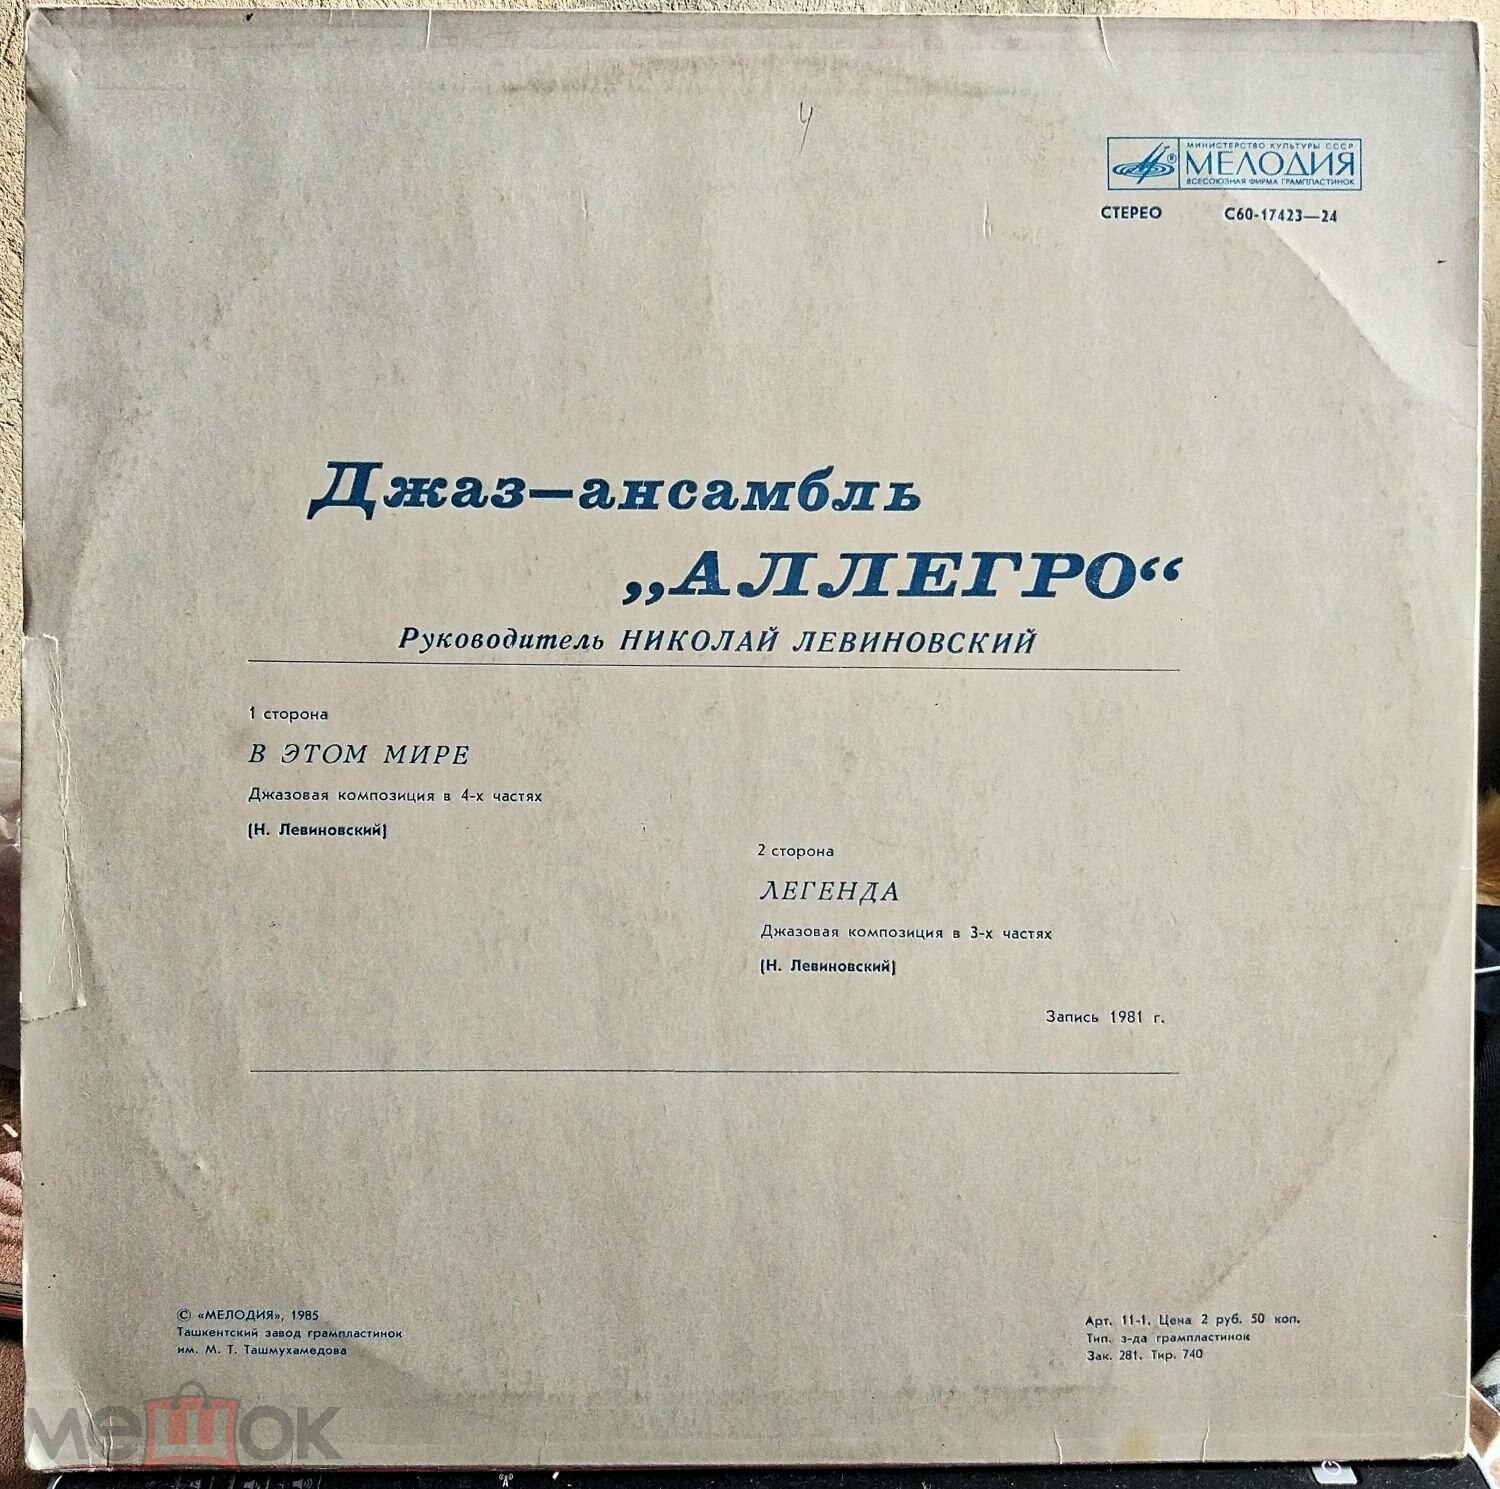 МИНИСТЕРСТВО КУЛЬТУРЫ СССР
МЕЛОДИЯ
ВСЕСОЮЗНАЯ ФИРМА ГРАМПЛАСТИНОК
СТЕРЕО С60-17423—24
Джаз—ансамбль
„АЛЛЕГРО“
Руководитель НИКОЛАЙ ЛЕВИНОВСКИЙ
1 сторона
В ЭТОМ МИРЕ
Джазовая композиция в 4-х частях
(Н. Левиновский)
2 сторона
ЛЕГЕНДА
Джазовая композиция в 3-х частях
(Н. Левиновский)
Запись 1981 г.
© «МЕЛОДИЯ», 1985
Ташкентский завод грампластинок
им. М. Т. Ташмухамедова
Арт. 11-1. Цена 2 руб. 50 коп.
Тип. з-да грампластинок
Зак. 281. Тир. 740
мешок